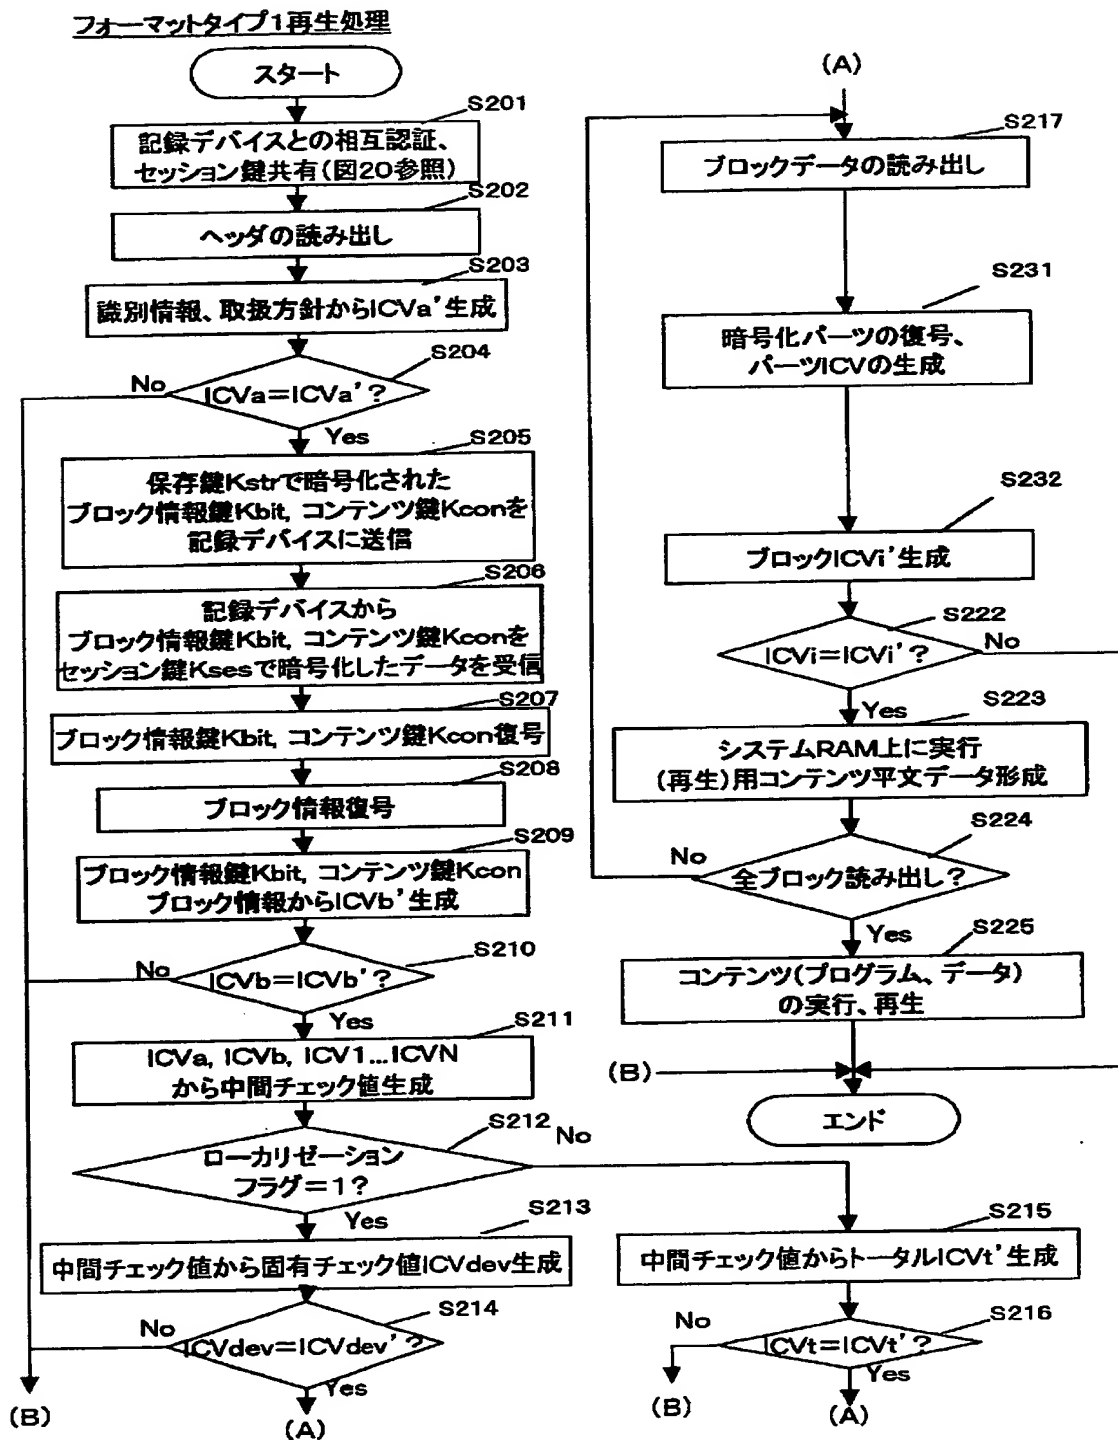 フォーマットタイプ1再生処理
スタート
S201
記録デバイスとの相互認証、
セッション鍵共有(図20参照)
S202
ヘッダの読み出し
S203
識別情報、取扱方針からICVa'生成
S204
No
ICVa=ICVa'?
Yes
S205
保存鍵Kstrで暗号化された
ブロック情報鍵Kbit, コンテンツ鍵Kconを
記録デバイスに送信
S206
記録デバイスから
ブロック情報鍵Kbit, コンテンツ鍵Kconを
セッション鍵Ksesで暗号化したデータを受信
S207
ブロック情報鍵Kbit, コンテンツ鍵Kcon復号
S208
ブロック情報復号
S209
ブロック情報鍵Kbit, コンテンツ鍵Kcon
ブロック情報からICVb'生成
S210
No
ICVb=ICVb'?
Yes
S211
ICVa, ICVb, ICV1...ICVN
から中間チェック値生成
S212
No
ローカリゼーション
フラグ=1?
Yes
S213
中間チェック値から固有チェック値ICVdev生成
S214
No
ICVdev=ICVdev'?
Yes
(B)
(A)
(A)
S217
ブロックデータの読み出し
S231
暗号化パーツの復号、
パーツICVの生成
S232
ブロックICVi'生成
S222
ICVi=ICVi'?
No
Yes
S223
システムRAM上に実行
(再生)用コンテンツ平文データ形成
S224
No
全ブロック読み出し?
Yes
S225
コンテンツ(プログラム、データ)
の実行、再生
(B)
エンド
S215
中間チェック値からトータルICVt'生成
S216
No
ICVt=ICVt'?
Yes
(B)
(A)